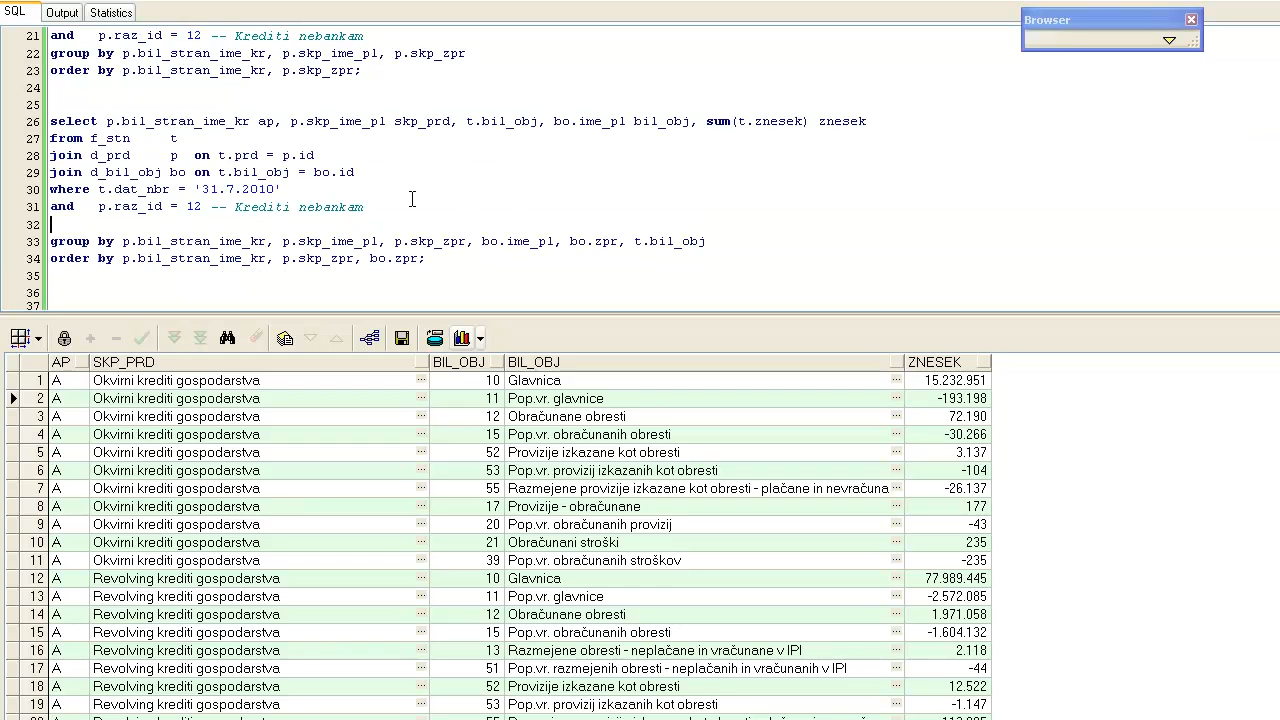 SQL Output Statistics
Browser
21 and p.raz_id = 12 -- Krediti nebankam
22 group by p.bil_stran_ime_kr, p.skp_ime_pl, p.skp_zpr
23 order by p.bil_stran_ime_kr, p.skp_zpr;
24
25
26 select p.bil_stran_ime_kr ap, p.skp_ime_pl skp_prd, t.bil_obj, bo.ime_pl bil_obj, sum(t.znesek) znesek
27 from f_stn t
28 join d_prd p on t.prd = p.id
29 join d_bil_obj bo on t.bil_obj = bo.id
30 where t.dat_nbr = '31.7.2010'
31 and p.raz_id = 12 -- Krediti nebankam
32
33 group by p.bil_stran_ime_kr, p.skp_ime_pl, p.skp_zpr, bo.ime_pl, bo.zpr, t.bil_obj
34 order by p.bil_stran_ime_kr, p.skp_zpr, bo.zpr;
35
36
37
AP SKP_PRD BIL_OBJ BIL_OBJ ZNESEK
1 A Okvirni krediti gospodarstva ... 10 Glavnica ... 15.232.951
2 A Okvirni krediti gospodarstva ... 11 Pop.vr. glavnice ... -193.198
3 A Okvirni krediti gospodarstva ... 12 Obračunane obresti ... 72.190
4 A Okvirni krediti gospodarstva ... 15 Pop.vr. obračunanih obresti ... -30.266
5 A Okvirni krediti gospodarstva ... 52 Provizije izkazane kot obresti ... 3.137
6 A Okvirni krediti gospodarstva ... 53 Pop.vr. provizij izkazanih kot obresti ... -104
7 A Okvirni krediti gospodarstva ... 55 Razmejene provizije izkazane kot obresti - plačane in nevračuna ... -26.137
8 A Okvirni krediti gospodarstva ... 17 Provizije - obračunane ... 177
9 A Okvirni krediti gospodarstva ... 20 Pop.vr. obračunanih provizij ... -43
10 A Okvirni krediti gospodarstva ... 21 Obračunani stroški ... 235
11 A Okvirni krediti gospodarstva ... 39 Pop.vr. obračunanih stroškov ... -235
12 A Revolving krediti gospodarstva ... 10 Glavnica ... 77.989.445
13 A Revolving krediti gospodarstva ... 11 Pop.vr. glavnice ... -2.572.085
14 A Revolving krediti gospodarstva ... 12 Obračunane obresti ... 1.971.058
15 A Revolving krediti gospodarstva ... 15 Pop.vr. obračunanih obresti ... -1.604.132
16 A Revolving krediti gospodarstva ... 13 Razmejene obresti - neplačane in vračunane v IPI ... 2.118
17 A Revolving krediti gospodarstva ... 51 Pop.vr. razmejenih obresti - neplačanih in vračunanih v IPI ... -44
18 A Revolving krediti gospodarstva ... 52 Provizije izkazane kot obresti ... 12.522
19 A Revolving krediti gospodarstva ... 53 Pop.vr. provizij izkazanih kot obresti ... -1.147